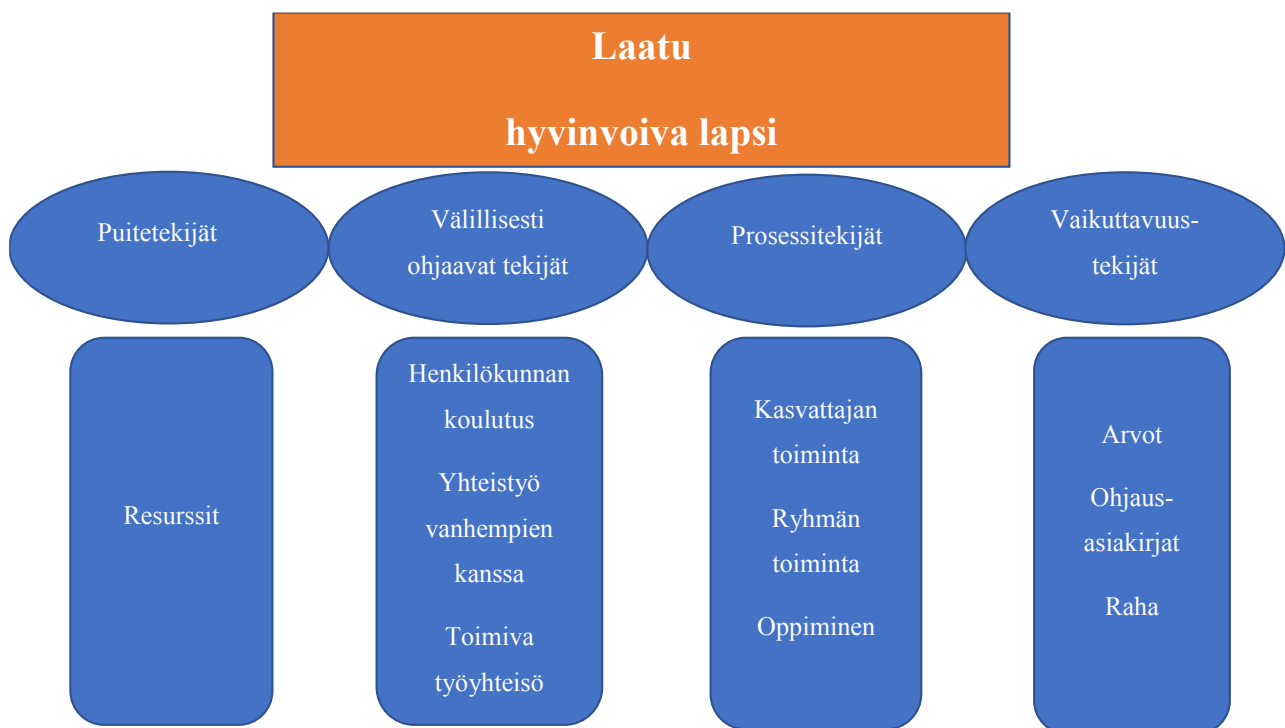 Laatu
hyvinvoiva lapsi
Puitetekijät
Välillisesti
ohjaavat tekijät
Prosessitekijät
Vaikuttavuus-
tekijät
Resurssit
Henkilökunnan
koulutus
Yhteistyö
vanhempien
kanssa
Toimiva
työyhteisö
Kasvattajan
toiminta
Ryhmän
toiminta
Oppiminen
Arvot
Ohjaus-
asiakirjat
Raha